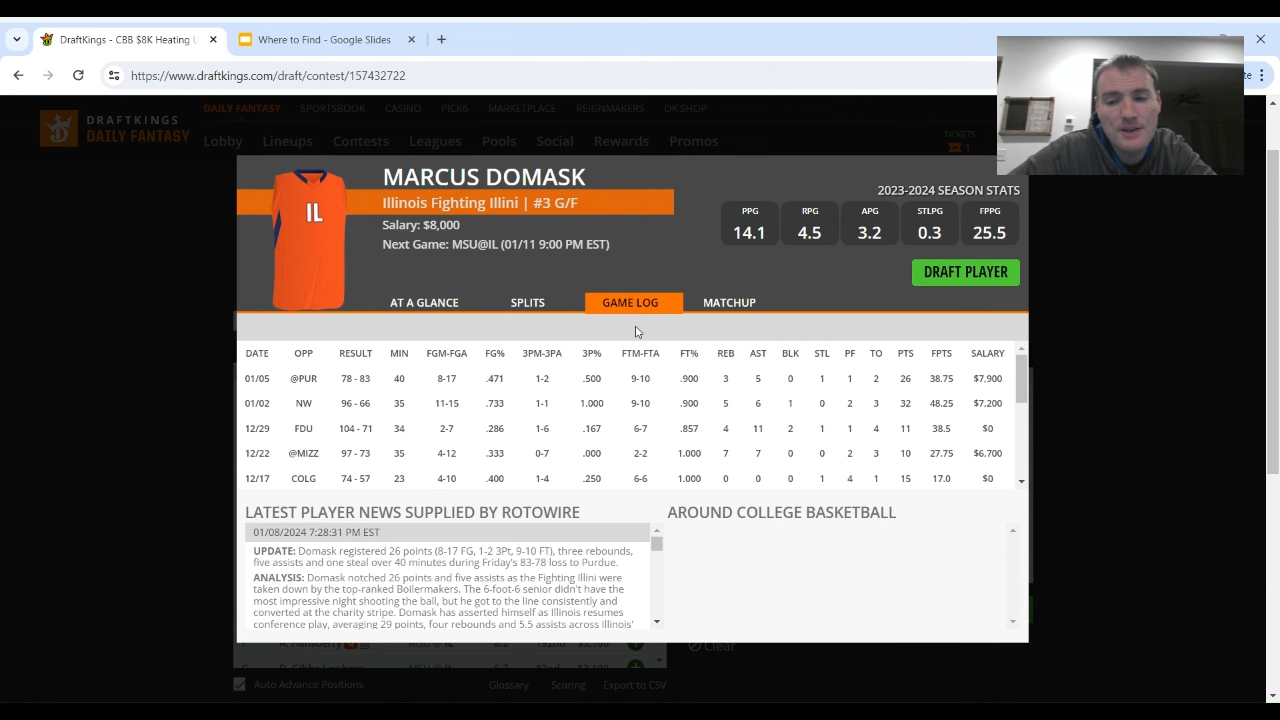 DraftKings - CBB $8K Heating U
Where to Find - Google Slides
https://www.draftkings.com/draft/contest/157432722
DRAFTKINGS
DAILY FANTASY
DAILY FANTASY SPORTSBOOK CASINO PICK6 MARKETPLACE REIGNMAKERS DK SHOP
Lobby Lineups Contests Leagues Pools Social Rewards Promos
TICKETS
1
IL
MARCUS DOMASK
Illinois Fighting Illini | #3 G/F
Salary: $8,000
Next Game: MSU@IL (01/11 9:00 PM EST)
2023-2024 SEASON STATS
PPG RPG APG STLPG FPPG
14.1 4.5 3.2 0.3 25.5
DRAFT PLAYER
AT A GLANCE SPLITS GAME LOG MATCHUP
DATE OPP RESULT MIN FGM-FGA FG% 3PM-3PA 3P% FTM-FTA FT% REB AST BLK STL PF TO PTS FPTS SALARY
01/05 @PUR 78 - 83 40 8-17 .471 1-2 .500 9-10 .900 3 5 0 1 1 2 26 38.75 $7,900
01/02 NW 96 - 66 35 11-15 .733 1-1 1.000 9-10 .900 5 6 1 0 2 3 32 48.25 $7,200
12/29 FDU 104 - 71 34 2-7 .286 1-6 .167 6-7 .857 4 11 2 1 1 4 11 38.5 $0
12/22 @MIZZ 97 - 73 35 4-12 .333 0-7 .000 2-2 1.000 7 7 0 0 2 3 10 27.75 $6,700
12/17 COLG 74 - 57 23 4-10 .400 1-4 .250 6-6 1.000 0 0 0 1 4 1 15 17.0 $0
LATEST PLAYER NEWS SUPPLIED BY ROTOWIRE
01/08/2024 7:28:31 PM EST
UPDATE: Domask registered 26 points (8-17 FG, 1-2 3Pt, 9-10 FT), three rebounds,
five assists and one steal over 40 minutes during Friday's 83-78 loss to Purdue.
ANALYSIS: Domask notched 26 points and five assists as the Fighting Illini were
taken down by the top-ranked Boilermakers. The 6-foot-6 senior didn't have the
most impressive night shooting the ball, but he got to the line consistently and
converted at the charity stripe. Domask has asserted himself as Illinois resumes
conference play, averaging 29 points, four rebounds and 5.5 assists across Illinois'
AROUND COLLEGE BASKETBALL
MSU @ IL 8.2 $3,100
Clear
Auto Advance Positions
Glossary Scoring Export to CSV